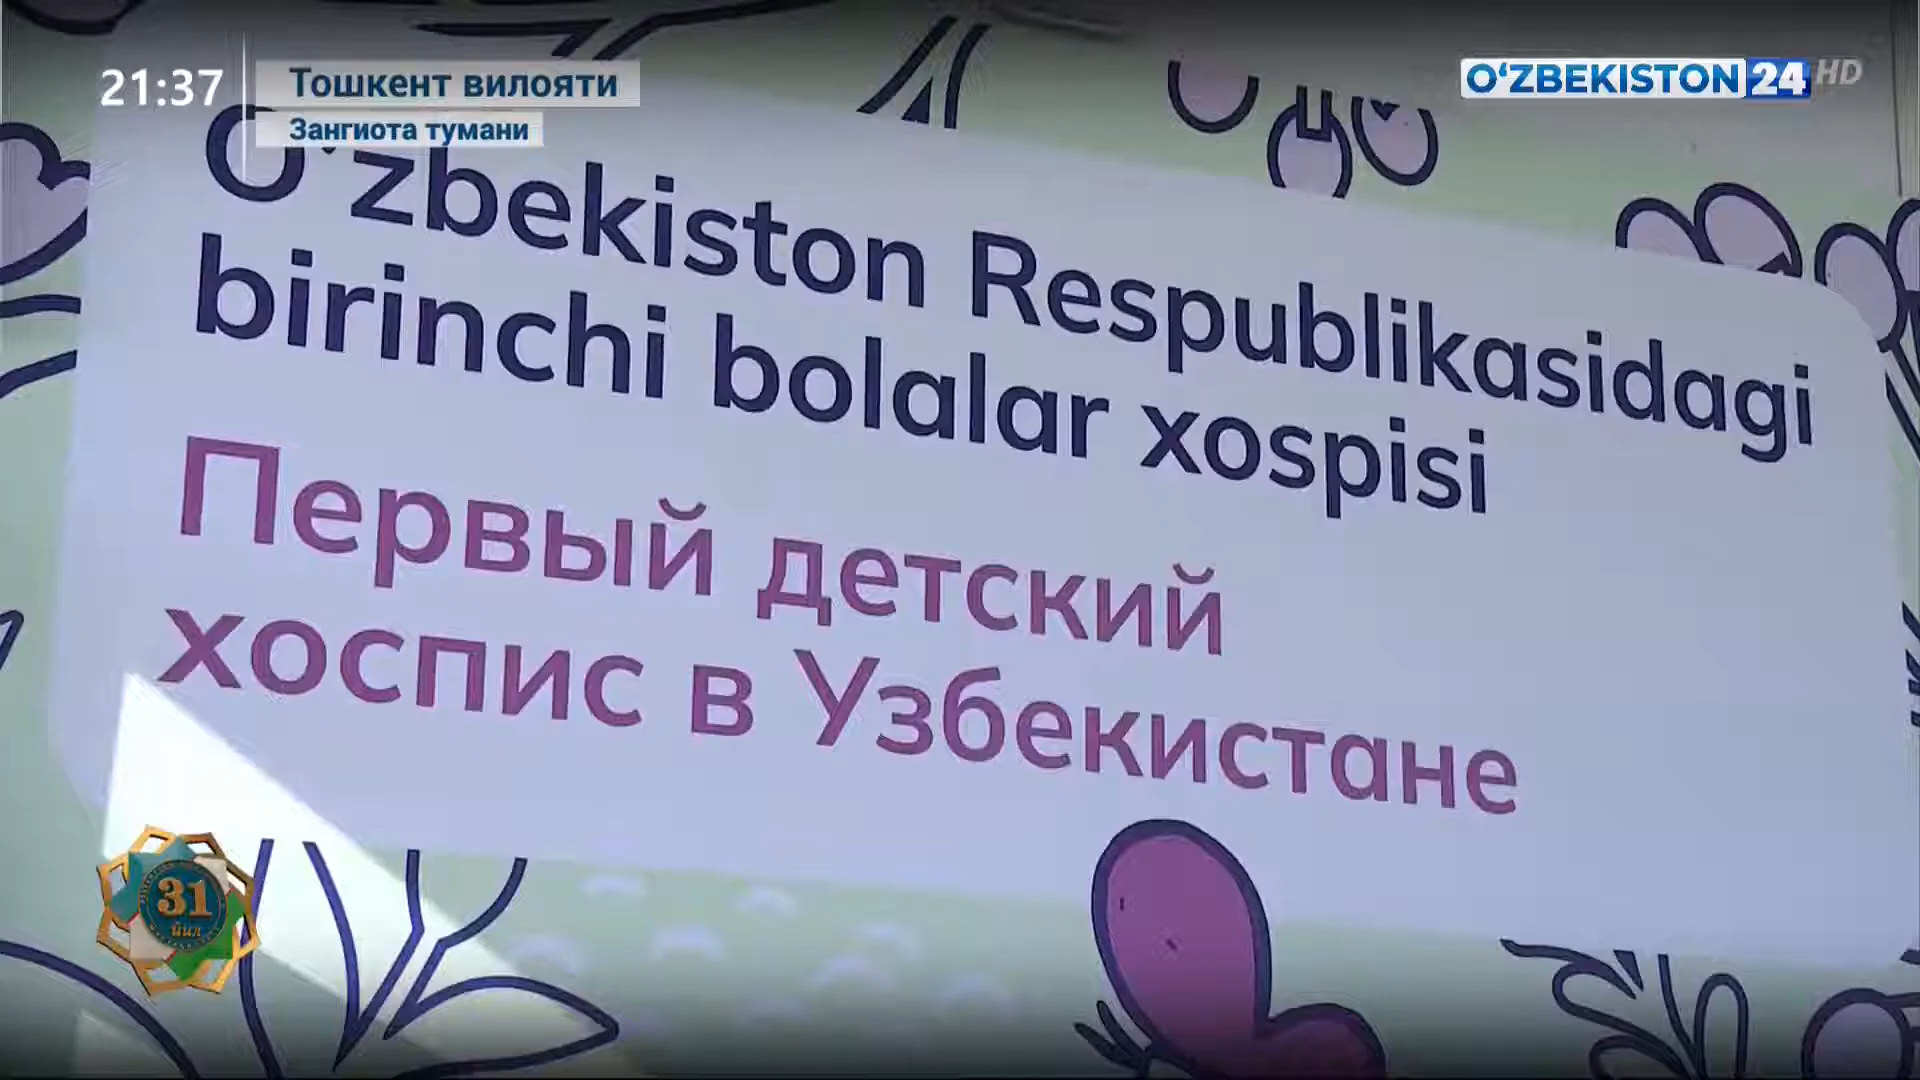 21:37
Тошкент вилояти
Зангиота тумани
O‘ZBEKISTON 24 HD
O‘zbekiston Respublikasidagi
birinchi bolalar xospisi
Первый детский
хоспис в Узбекистане
31
йил